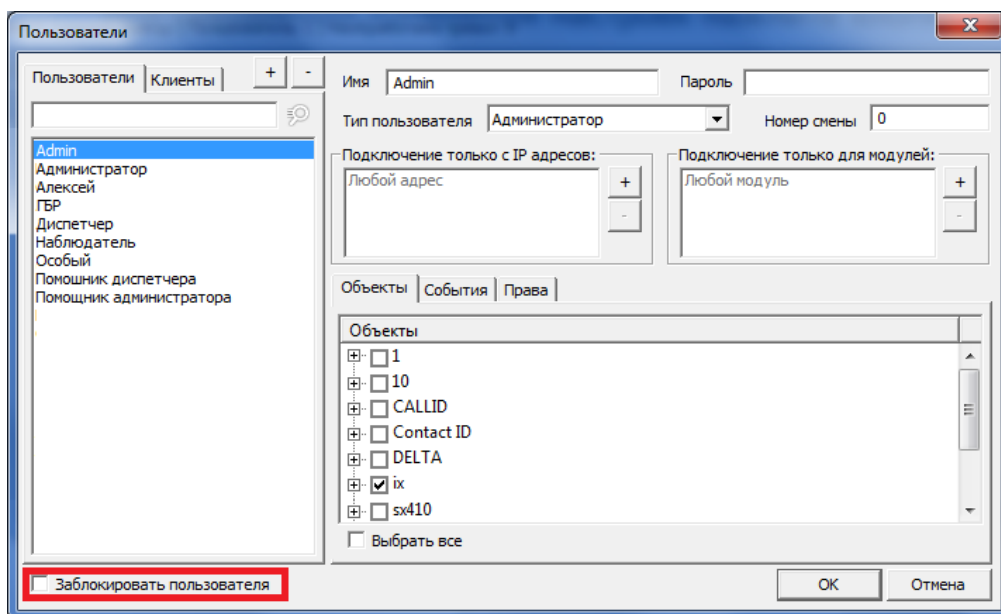 Пользователи
Пользователи Клиенты + -
Имя Admin Пароль
Тип пользователя Администратор Номер смены 0
Admin
Администратор
Алексей
ГБР
Диспетчер
Наблюдатель
Особый
Помошник диспетчера
Помощник администратора
Подключение только с IP адресов: Подключение только для модулей:
Любой адрес + Любой модуль +
- -
Объекты События Права
Объекты
1
10
CALLID
Contact ID
DELTA
ix
sx410
Выбрать все
Заблокировать пользователя OK Отмена